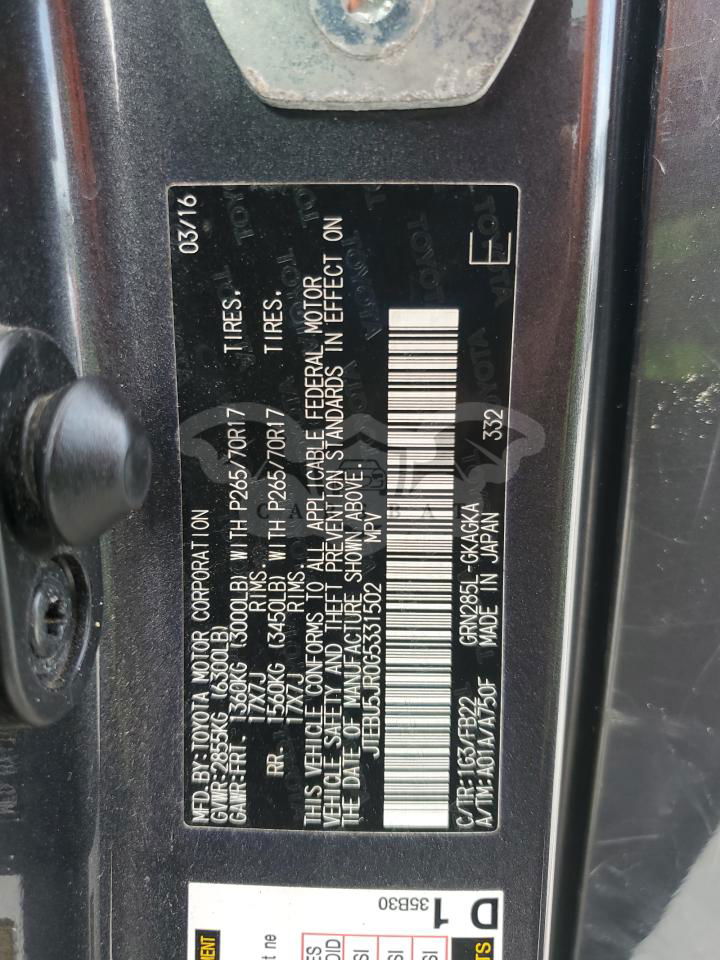 03/16
MFD.BY:TOYOTA MOTOR CORPORATION
GVWR:2855KG (6300LB)
GAWR:FRT. 1360KG (3000LB) WITH P265/70R17 TIRES.
17X7J RIMS.
RR. 1560KG (3450LB) WITH P265/70R17 TIRES.
17X7J RIMS.
THIS VEHICLE CONFORMS TO ALL APPLICABLE FEDERAL MOTOR
VEHICLE SAFETY AND THEFT PREVENTION STANDARDS IN EFFECT ON
THE DATE OF MANUFACTURE SHOWN ABOVE.
JTEBU5JR0G5331502 MPV
C/TR:1G3/FB22 GRN285L-GKAGKA
A/TM:A01A/A750F MADE IN JAPAN 332
E
TOYOTA
D 1
35B30